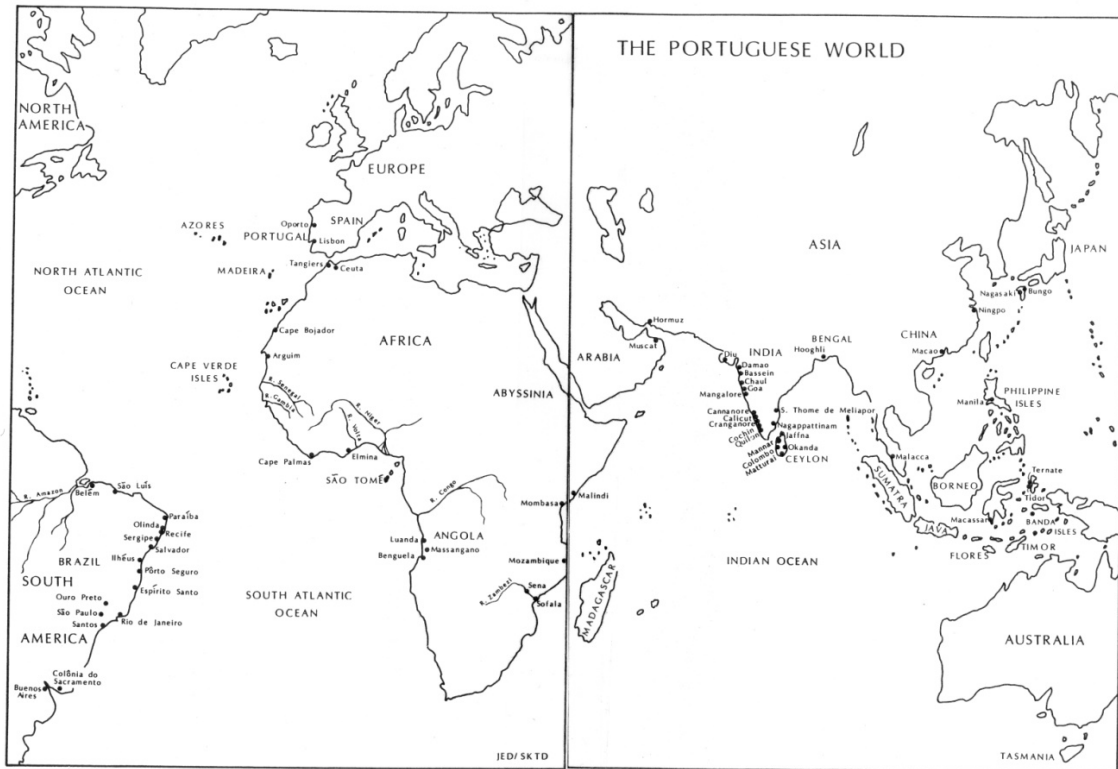 THE PORTUGUESE WORLD
NORTH
AMERICA
EUROPE
AZORES
Oporto
SPAIN
PORTUGAL
Lisbon
NORTH ATLANTIC
OCEAN
MADEIRA
Tangiers
Ceuta
Cape Bojador
AFRICA
Arguim
CAPE VERDE
ISLES
R. Senegal
R. Gambia
R. Niger
R. Volta
ABYSSINIA
Cape Palmas
Elmina
SÃO TOMÉ
R. Congo
R. Amazon
Belém
São Luís
Paraíba
Olinda
Recife
Sergipe
Salvador
BRAZIL
Ilhéus
Pôrto Seguro
SOUTH
Espírito Santo
Ouro Preto
São Paulo
Rio de Janeiro
Santos
AMERICA
Colônia do
Sacramento
Buenos
Aires
SOUTH ATLANTIC
OCEAN
Luanda
ANGOLA
Massangano
Benguela
Mombasa
Malindi
Mozambique
R. Zambezi
Sena
Sofala
JED/SKTD
ASIA
JAPAN
Nagasaki
Bungo
Ningpo
Hormuz
Muscat
ARABIA
Diu
INDIA
BENGAL
Hooghli
CHINA
Macao
Damao
Bassein
Chaul
Goa
Mangalore
Cannanore
Calicut
Cranganore
Cochin
Quilon
S. Thome de Meliapor
Nagappattinam
Jaffna
Mannar
Okanda
Colombo
Mattural
CEYLON
PHILIPPINE
ISLES
Manila
Malacca
SUMATRA
BORNEO
Ternate
Tidor
Macassar
BANDA
ISLES
JAVA
FLORES
TIMOR
INDIAN OCEAN
MADAGASCAR
AUSTRALIA
TASMANIA